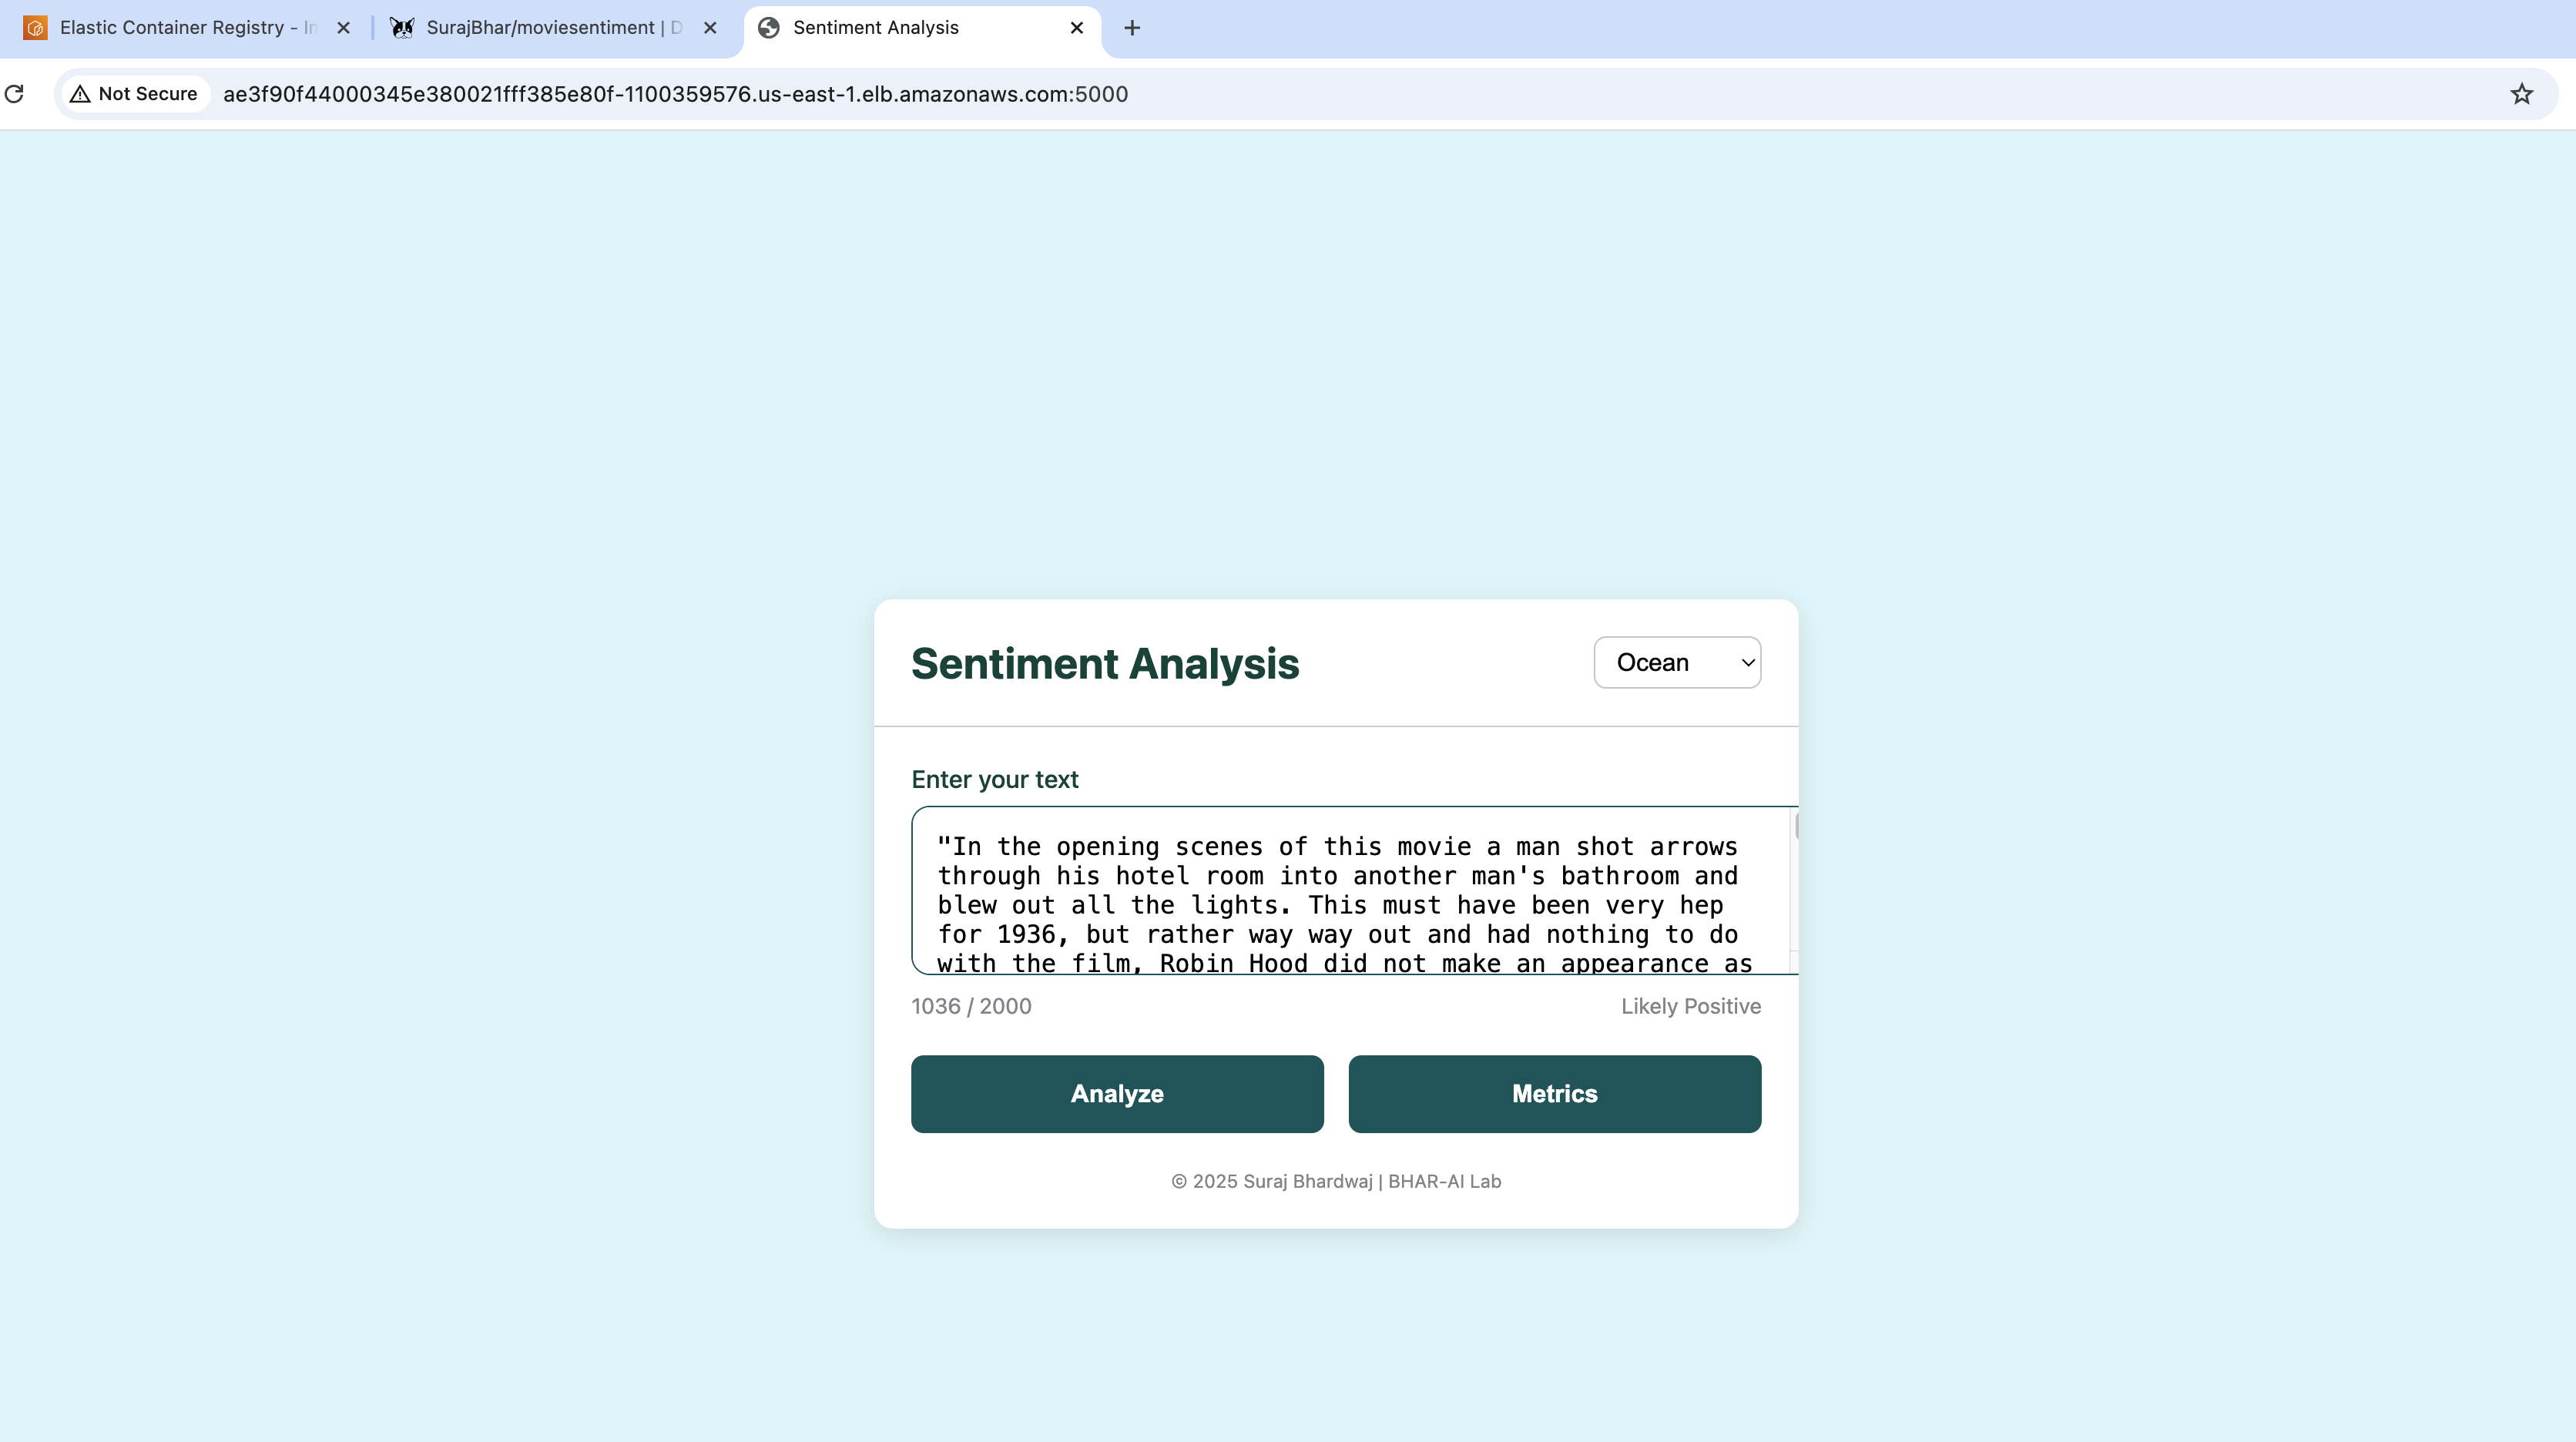 Elastic Container Registry - In
SurajBhar/moviesentiment | D
Sentiment Analysis
Not Secure
ae3f90f44000345e380021fff385e80f-1100359576.us-east-1.elb.amazonaws.com:5000
Sentiment Analysis
Ocean
Enter your text
"In the opening scenes of this movie a man shot arrows
through his hotel room into another man's bathroom and
blew out all the lights. This must have been very hep
for 1936, but rather way way out and had nothing to do
with the film, Robin Hood did not make an appearance as
1036 / 2000
Likely Positive
Analyze
Metrics
© 2025 Suraj Bhardwaj | BHAR-AI Lab